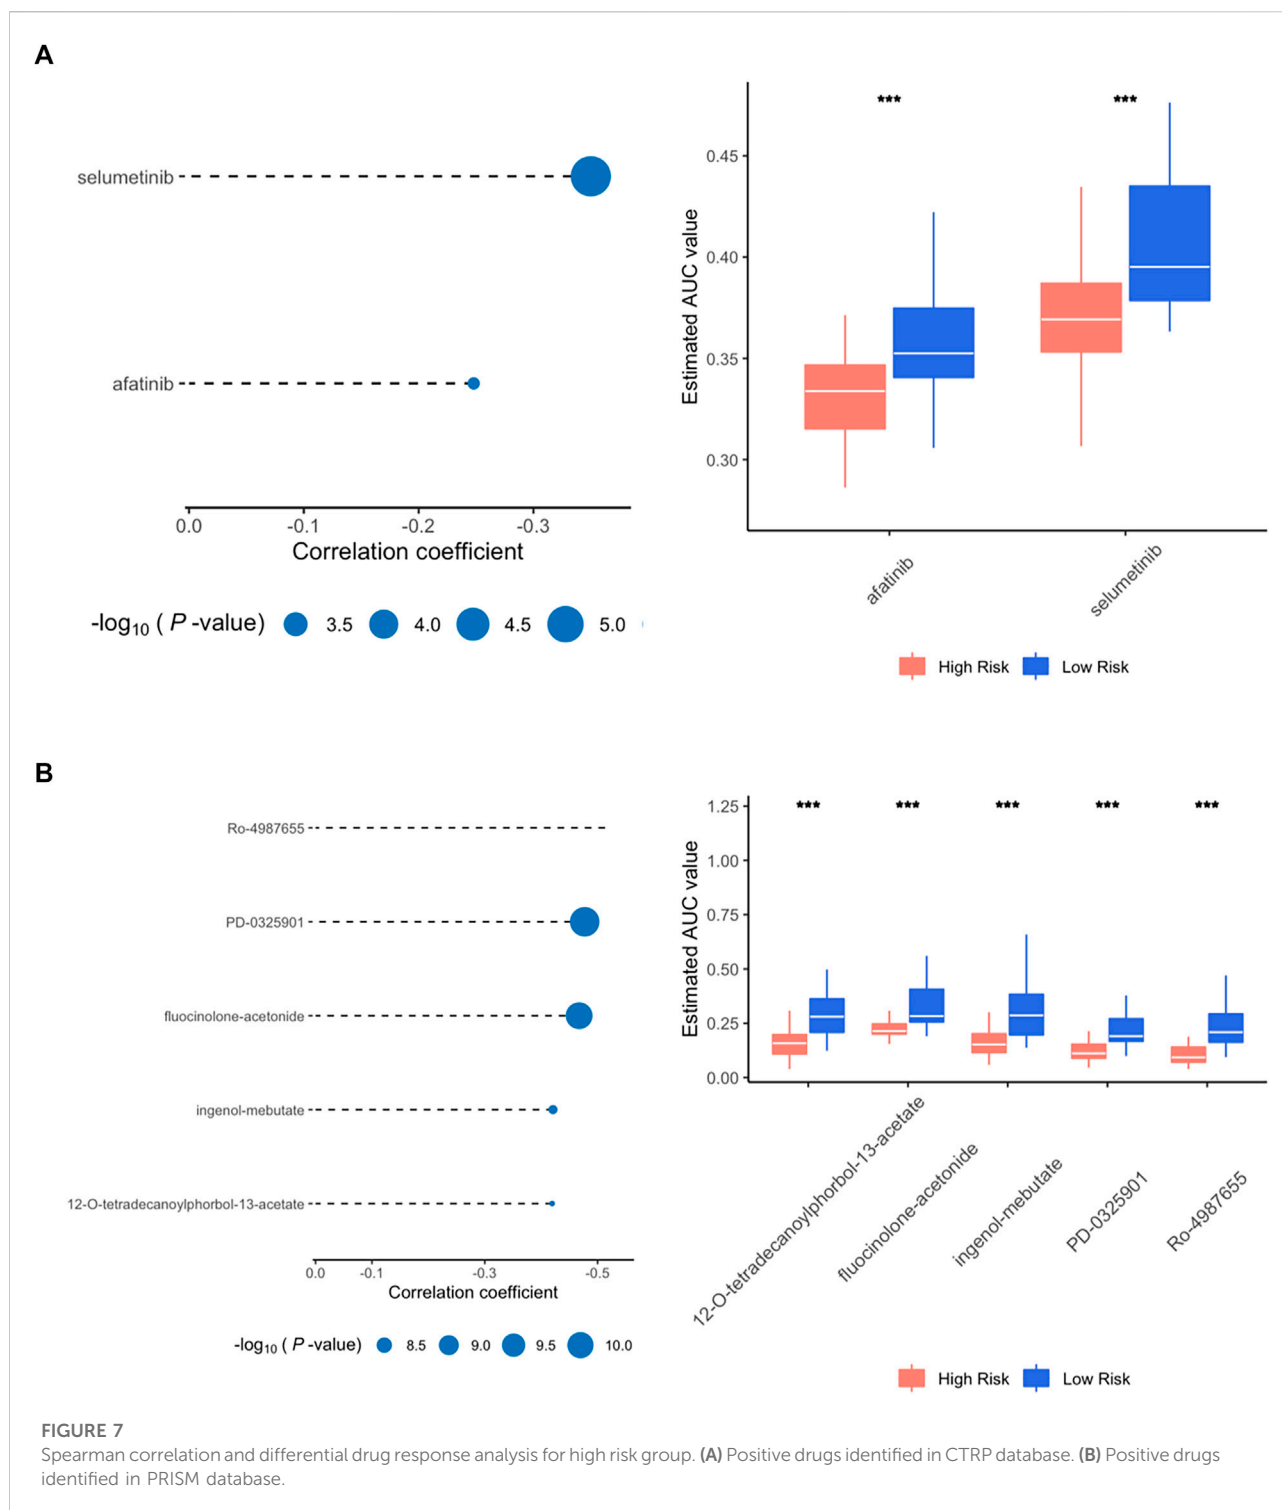 A
selumetinib
afatinib
0.0 -0.1 -0.2 -0.3
Correlation coefficient
-log10 ( P -value) 3.5 4.0 4.5 5.0
*** ***
Estimated AUC value
0.45
0.40
0.35
0.30
afatinib selumetinib
High Risk Low Risk
B
Ro-4987655
PD-0325901
fluocinolone-acetonide
ingenol-mebutate
12-O-tetradecanoylphorbol-13-acetate
0.0 -0.1 -0.3 -0.5
Correlation coefficient
-log10 ( P -value) 8.5 9.0 9.5 10.0
*** *** *** *** ***
Estimated AUC value
1.25
1.00
0.75
0.50
0.25
0.00
12-O-tetradecanoylphorbol-13-acetate
fluocinolone-acetonide
ingenol-mebutate
PD-0325901
Ro-4987655
High Risk Low Risk
FIGURE 7
Spearman correlation and differential drug response analysis for high risk group. (A) Positive drugs identified in CTRP database. (B) Positive drugs
identified in PRISM database.